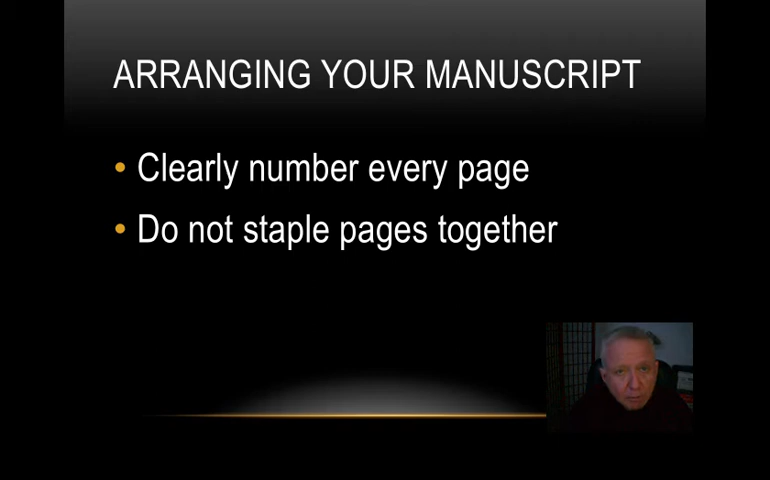 ARRANGING YOUR MANUSCRIPT
• Clearly number every page
• Do not staple pages together